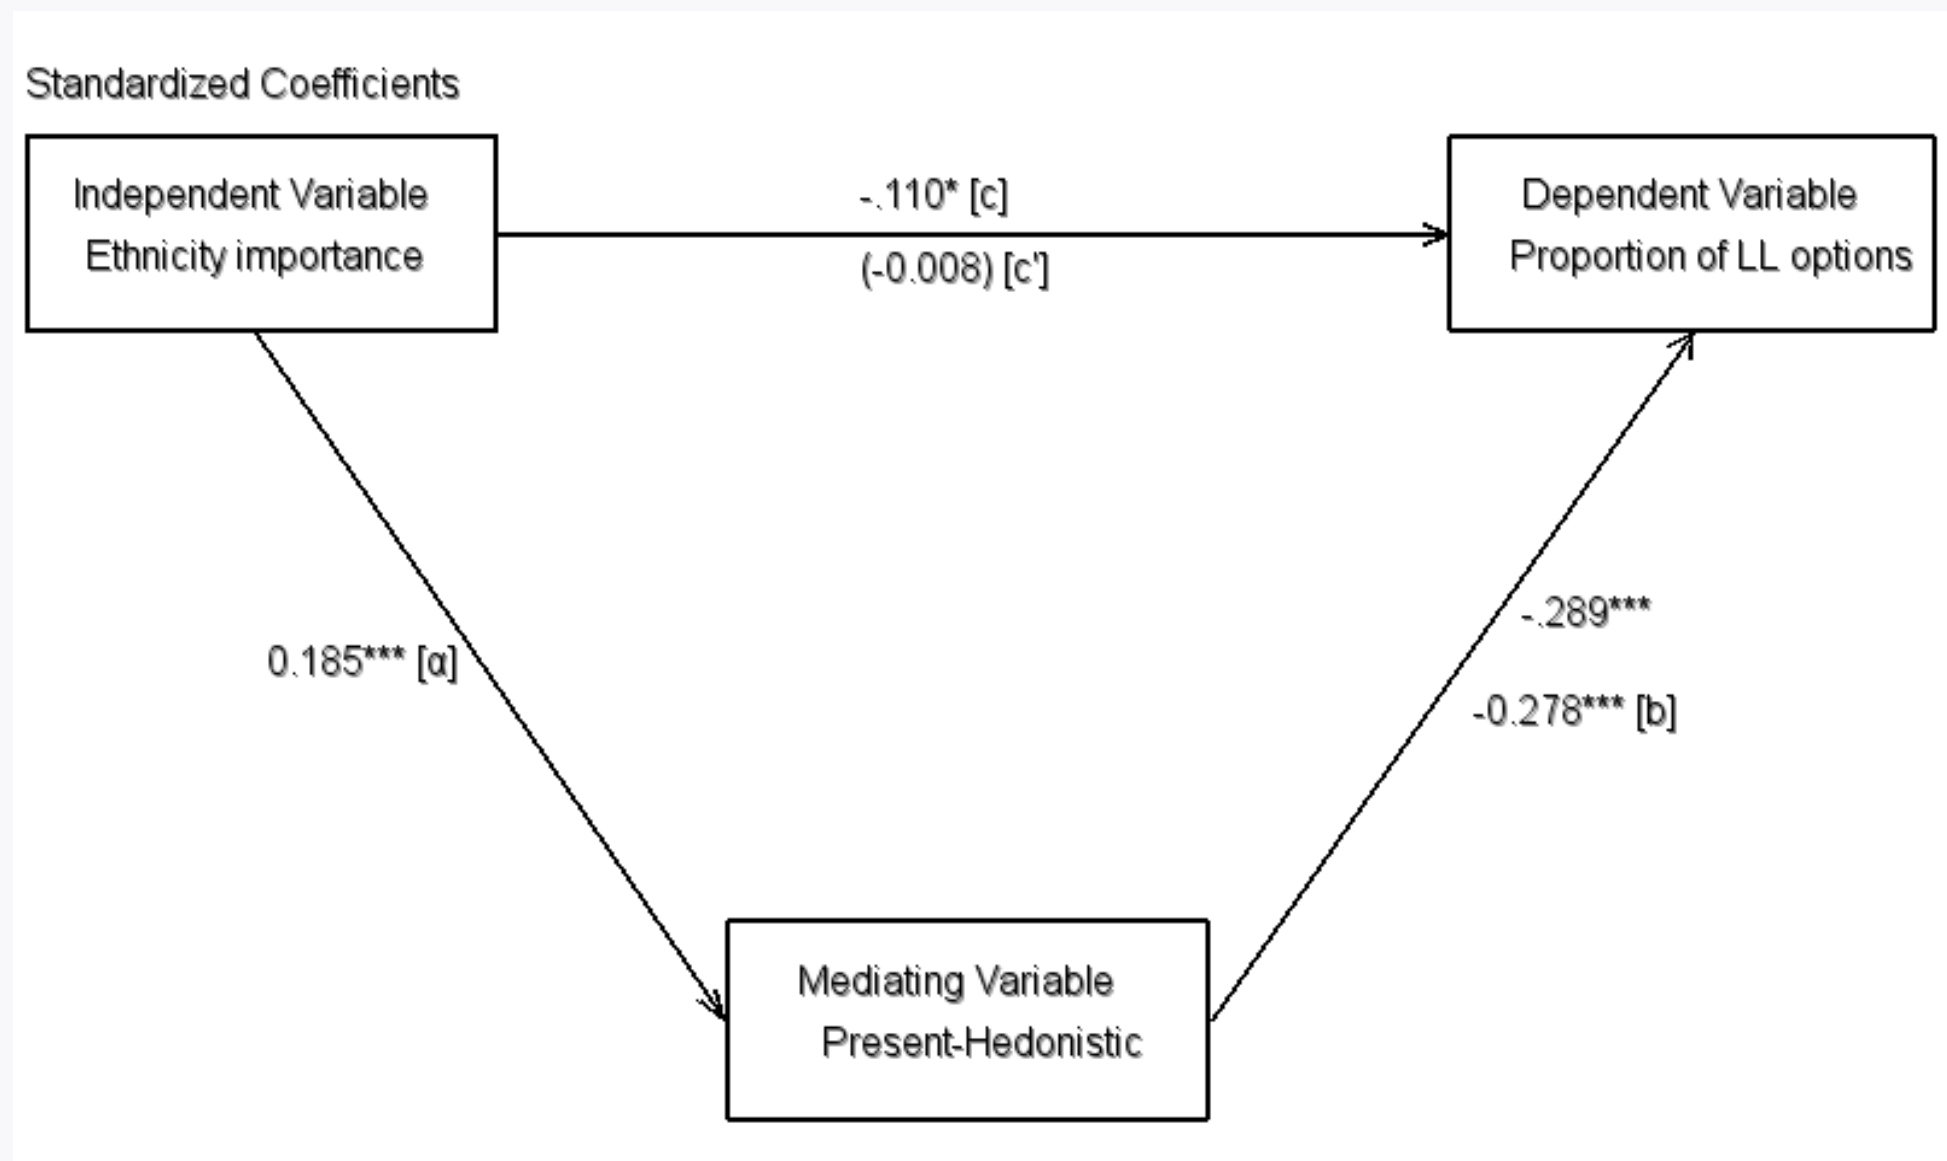 Standardized Coefficients
Independent Variable
Ethnicity importance
-.110* [c]
(-0.008) [c']
Dependent Variable
Proportion of LL options
0.185*** [α]
-.289***
-0.278*** [b]
Mediating Variable
Present-Hedonistic